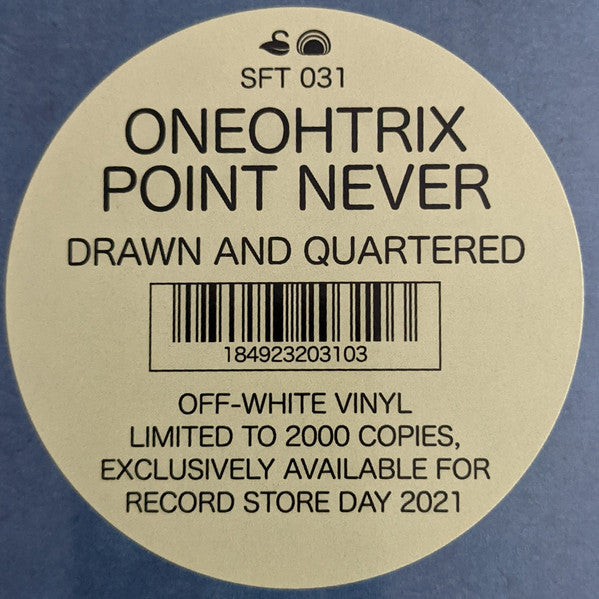 SFT 031
ONEOHTRIX
POINT NEVER
DRAWN AND QUARTERED
184923203103
OFF-WHITE VINYL
LIMITED TO 2000 COPIES,
EXCLUSIVELY AVAILABLE FOR
RECORD STORE DAY 2021